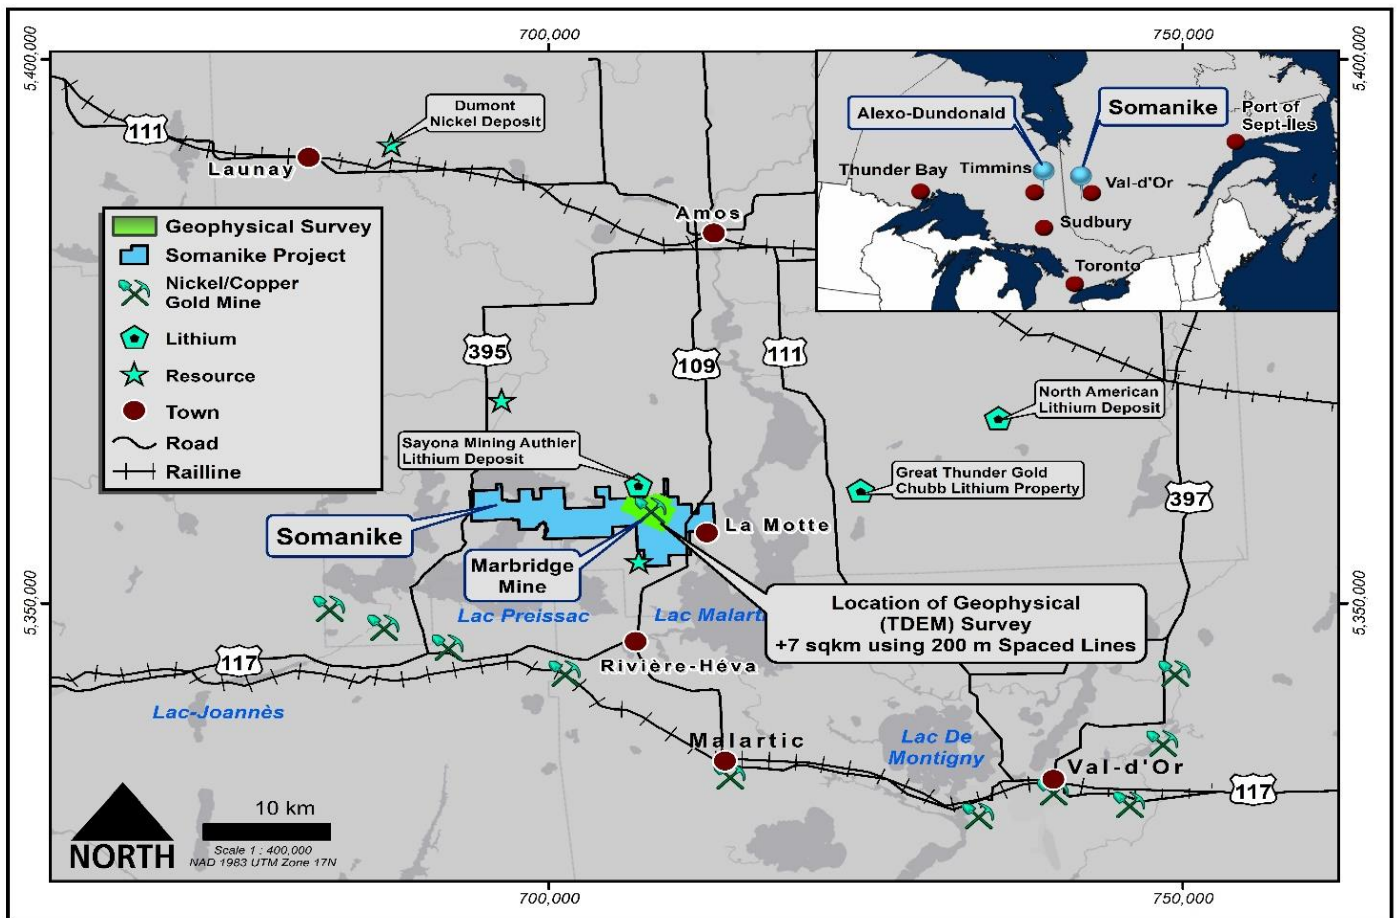 700,000
750,000
5,400,000
5,400,000
Dumont
Nickel Deposit
111
Launay
Amos
Alexo-Dundonald
Somanike
Port of
Sept-Îles
Thunder Bay
Timmins
Val-d'Or
Sudbury
Toronto
Geophysical Survey
Somanike Project
Nickel/Copper
Gold Mine
Lithium
Resource
Town
Road
Railline
395
109
111
North American
Lithium Deposit
Sayona Mining Authier
Lithium Deposit
Great Thunder Gold
Chubb Lithium Property
397
Somanike
La Motte
Marbridge
Mine
5,350,000
5,350,000
Lac Preissac
Lac Malarti
Location of Geophysical
(TDEM) Survey
+7 sqkm using 200 m Spaced Lines
117
Rivière-Héva
Lac-Joannès
Malartic
Lac De
Montigny
Val-d'Or
117
10 km
NORTH
Scale 1 : 400,000
NAD 1983 UTM Zone 17N
700,000
750,000